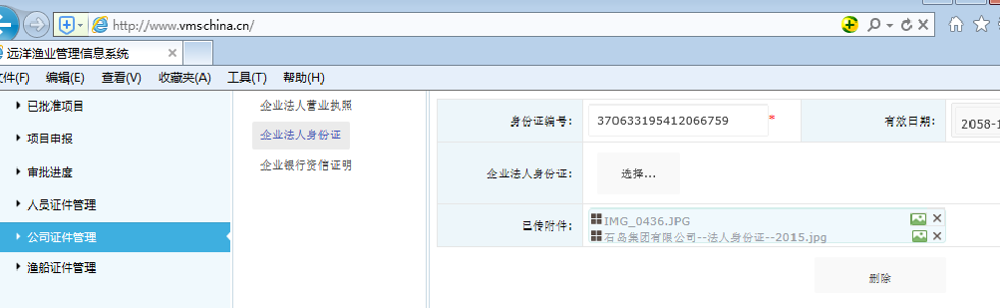 http://www.vmschina.cn/
远洋渔业管理信息系统
文件(F) 编辑(E) 查看(V) 收藏夹(A) 工具(T) 帮助(H)
已批准项目
项目申报
审批进度
人员证件管理
公司证件管理
渔船证件管理
企业法人营业执照
企业法人身份证
企业银行资信证明
身份证编号: 370633195412066759 * 有效日期: 2058-1
企业法人身份证: 选择...
已传附件: IMG_0436.JPG
石岛集团有限公司--法人身份证--2015.jpg
删除